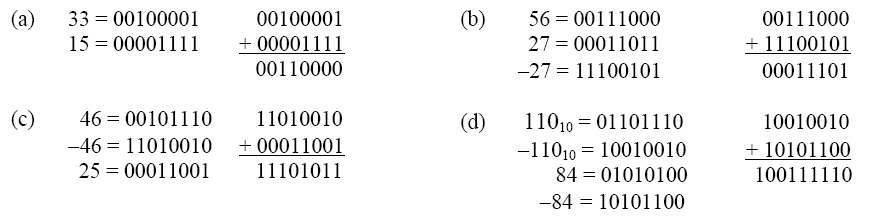 (a) 33 = 00100001 00100001
15 = 00001111 + 00001111
00110000
(b) 56 = 00111000 00111000
27 = 00011011 + 11100101
–27 = 11100101 00011101
(c) 46 = 00101110 11010010
–46 = 11010010 + 00011001
25 = 00011001 11101011
(d) 110₁₀ = 01101110 10010010
–110₁₀ = 10010010 + 10101100
84 = 01010100 100111110
–84 = 10101100